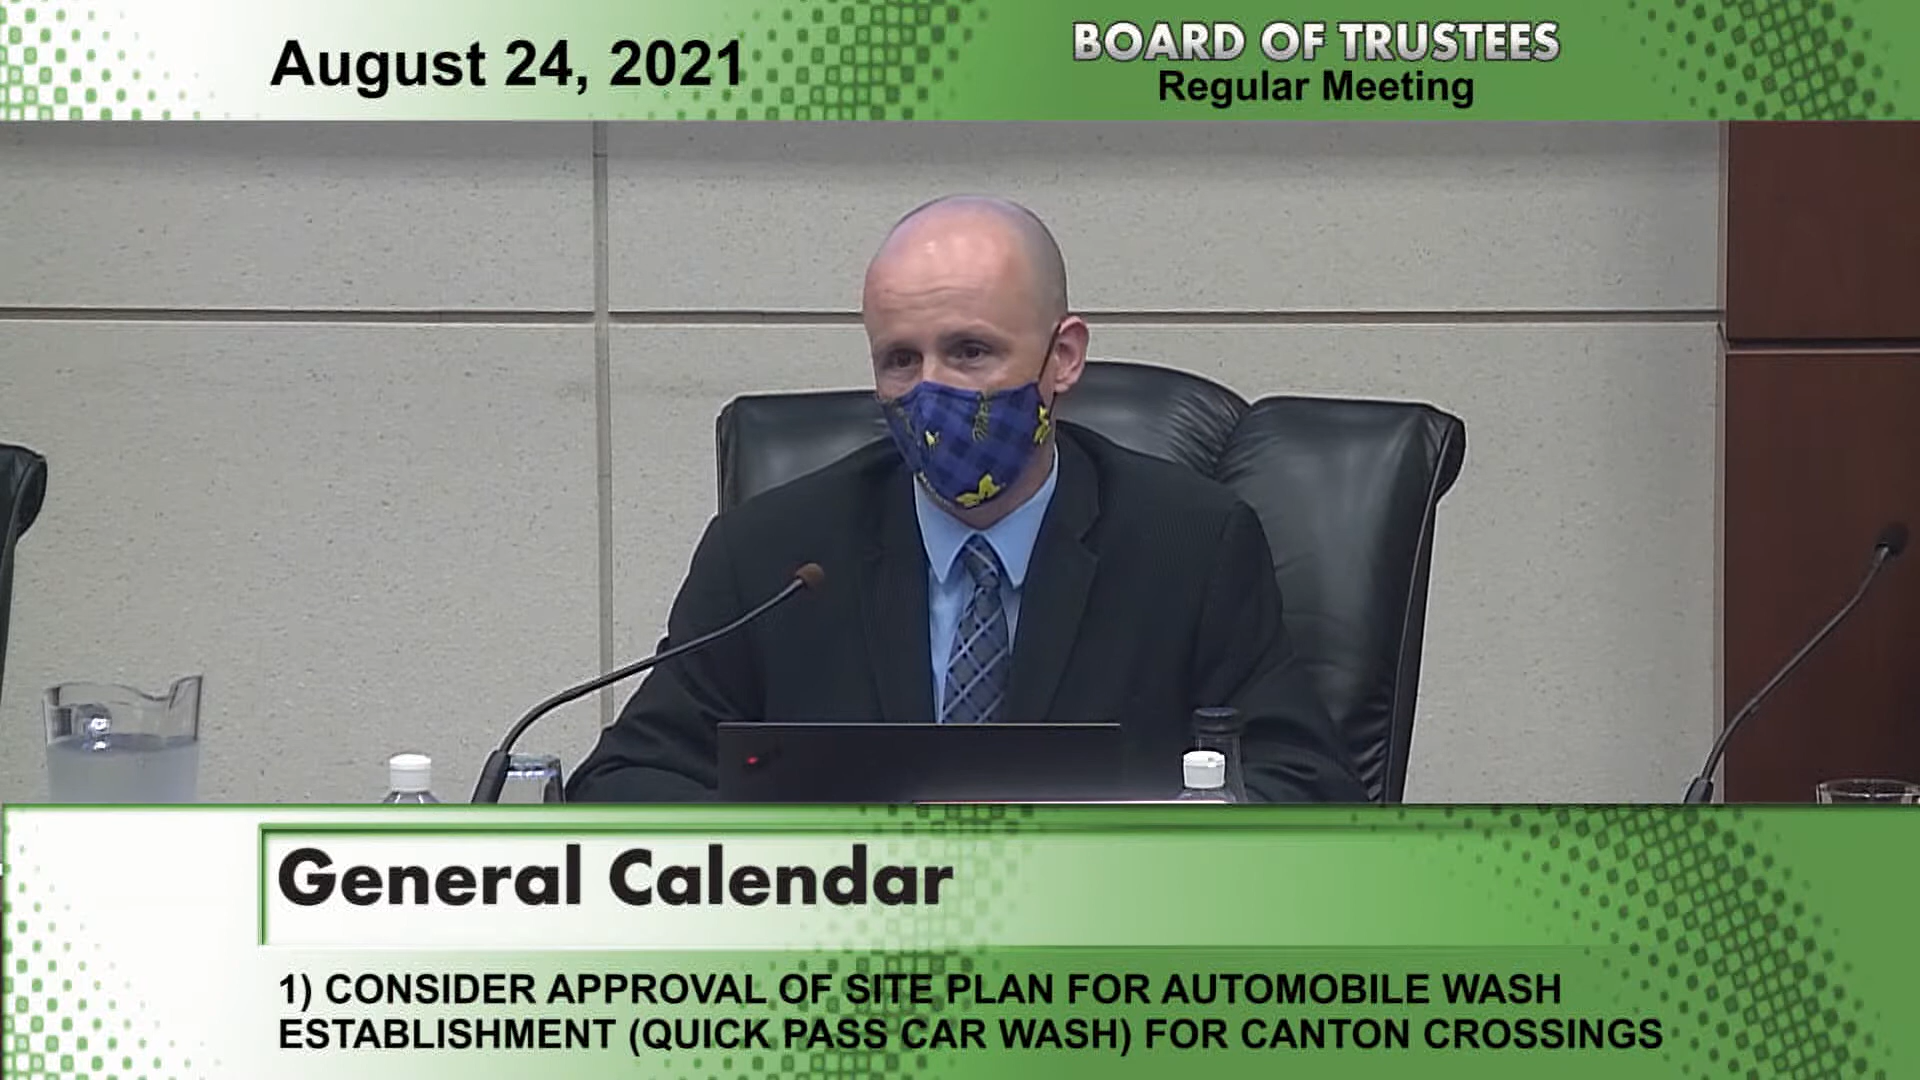 August 24, 2021
BOARD OF TRUSTEES
Regular Meeting
General Calendar
1) CONSIDER APPROVAL OF SITE PLAN FOR AUTOMOBILE WASH
ESTABLISHMENT (QUICK PASS CAR WASH) FOR CANTON CROSSINGS